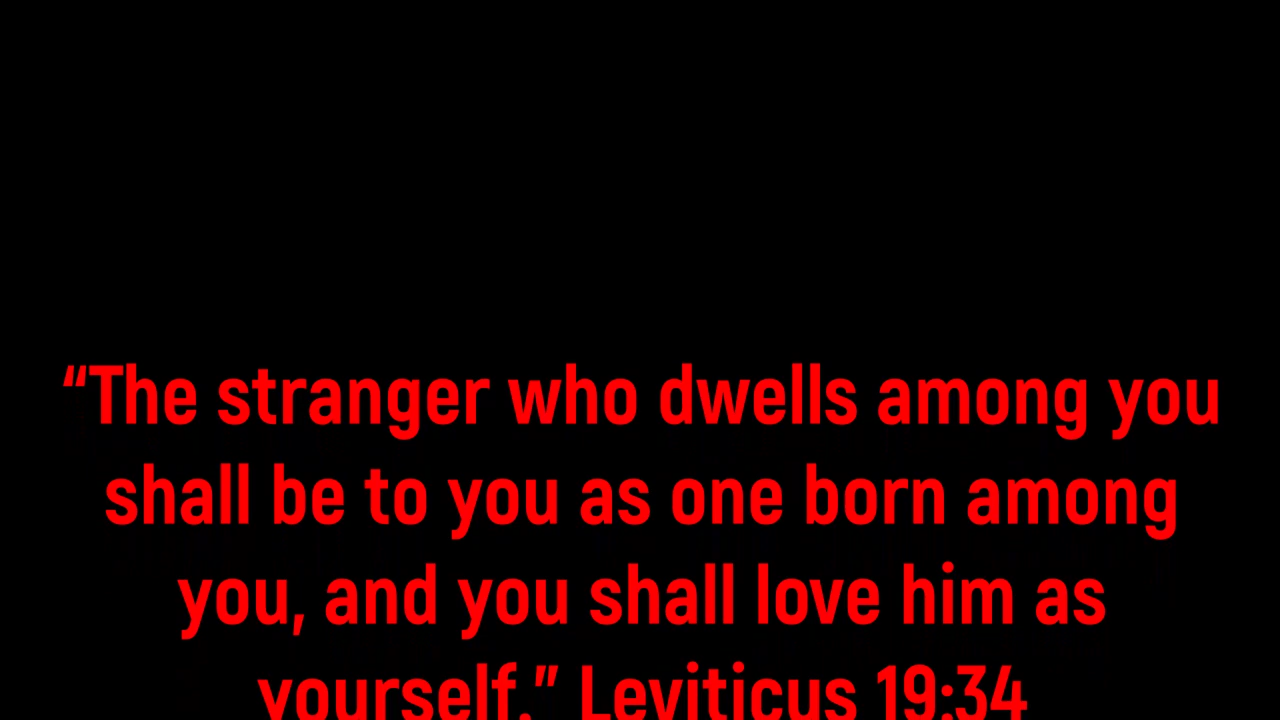 “The stranger who dwells among you
shall be to you as one born among
you, and you shall love him as
yourself.” Leviticus 19:34